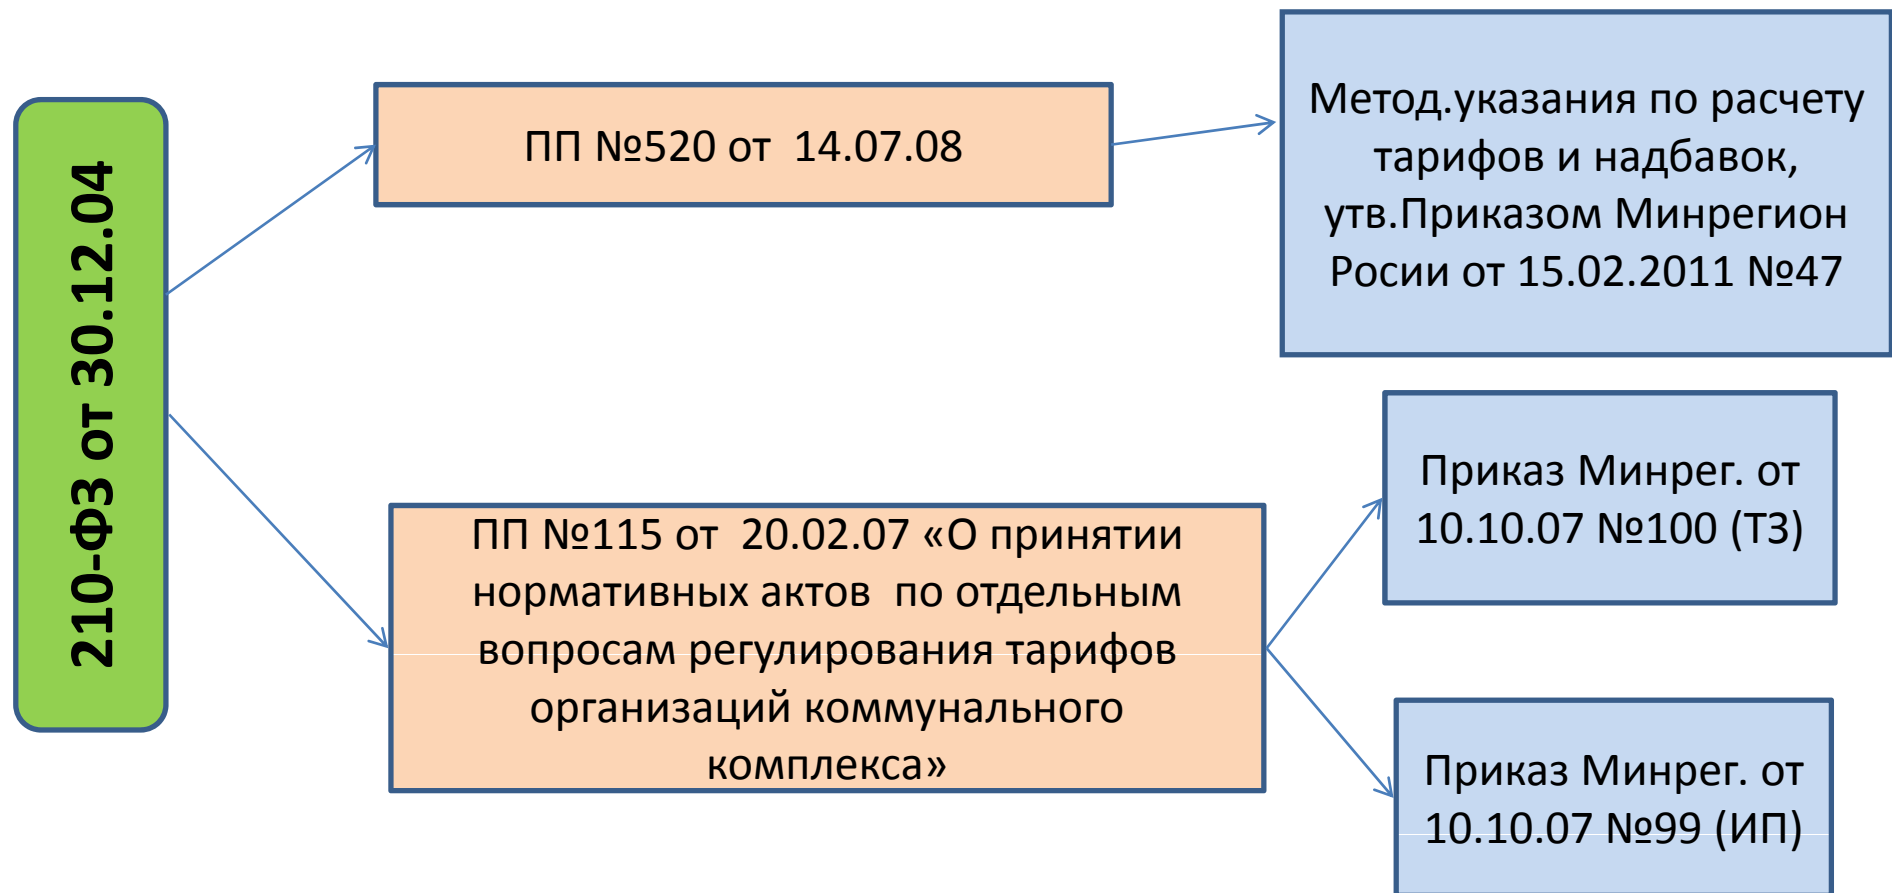 210-ФЗ от 30.12.04
ПП №520 от 14.07.08
Метод.указания по расчету
тарифов и надбавок,
утв.Приказом Минрегион
Росии от 15.02.2011 №47
ПП №115 от 20.02.07 «О принятии
нормативных актов по отдельным
вопросам регулирования тарифов
организаций коммунального
комплекса»
Приказ Минрег. от
10.10.07 №100 (ТЗ)
Приказ Минрег. от
10.10.07 №99 (ИП)